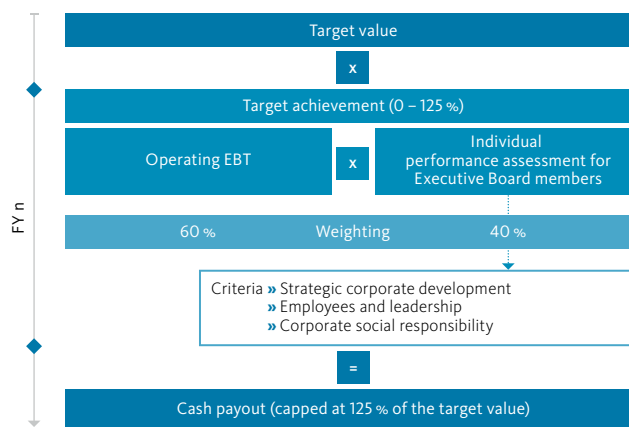 Target value
x
Target achievement (0 – 125 %)
Operating EBT
x
Individual
performance assessment for
Executive Board members
FY n
60 % Weighting 40 %
Criteria » Strategic corporate development
» Employees and leadership
» Corporate social responsibility
=
Cash payout (capped at 125 % of the target value)